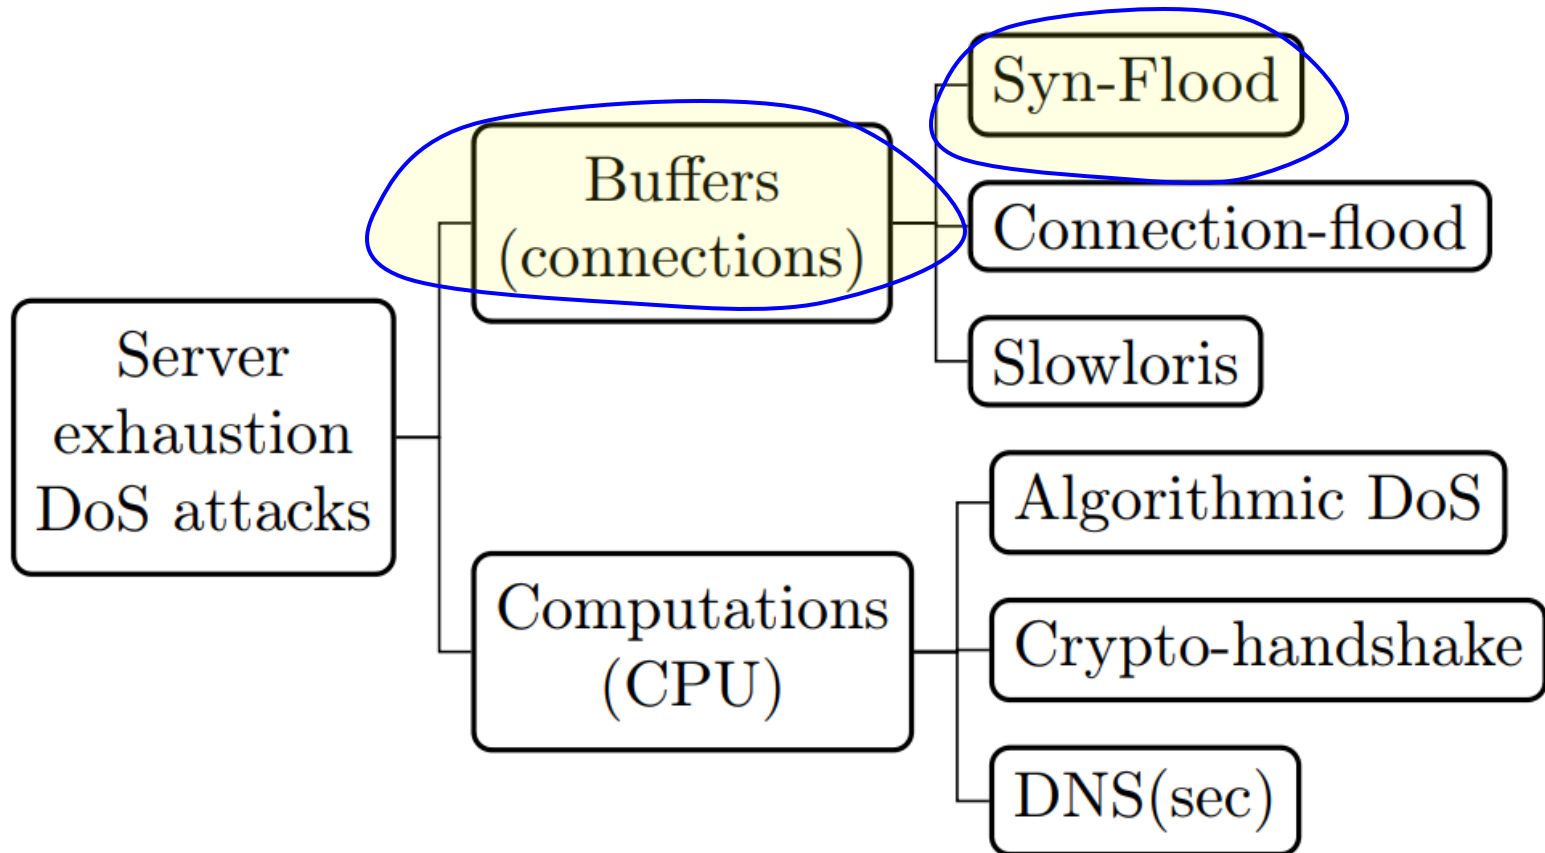 Server
exhaustion
DoS attacks
Buffers
(connections)
Syn-Flood
Connection-flood
Slowloris
Computations
(CPU)
Algorithmic DoS
Crypto-handshake
DNS(sec)